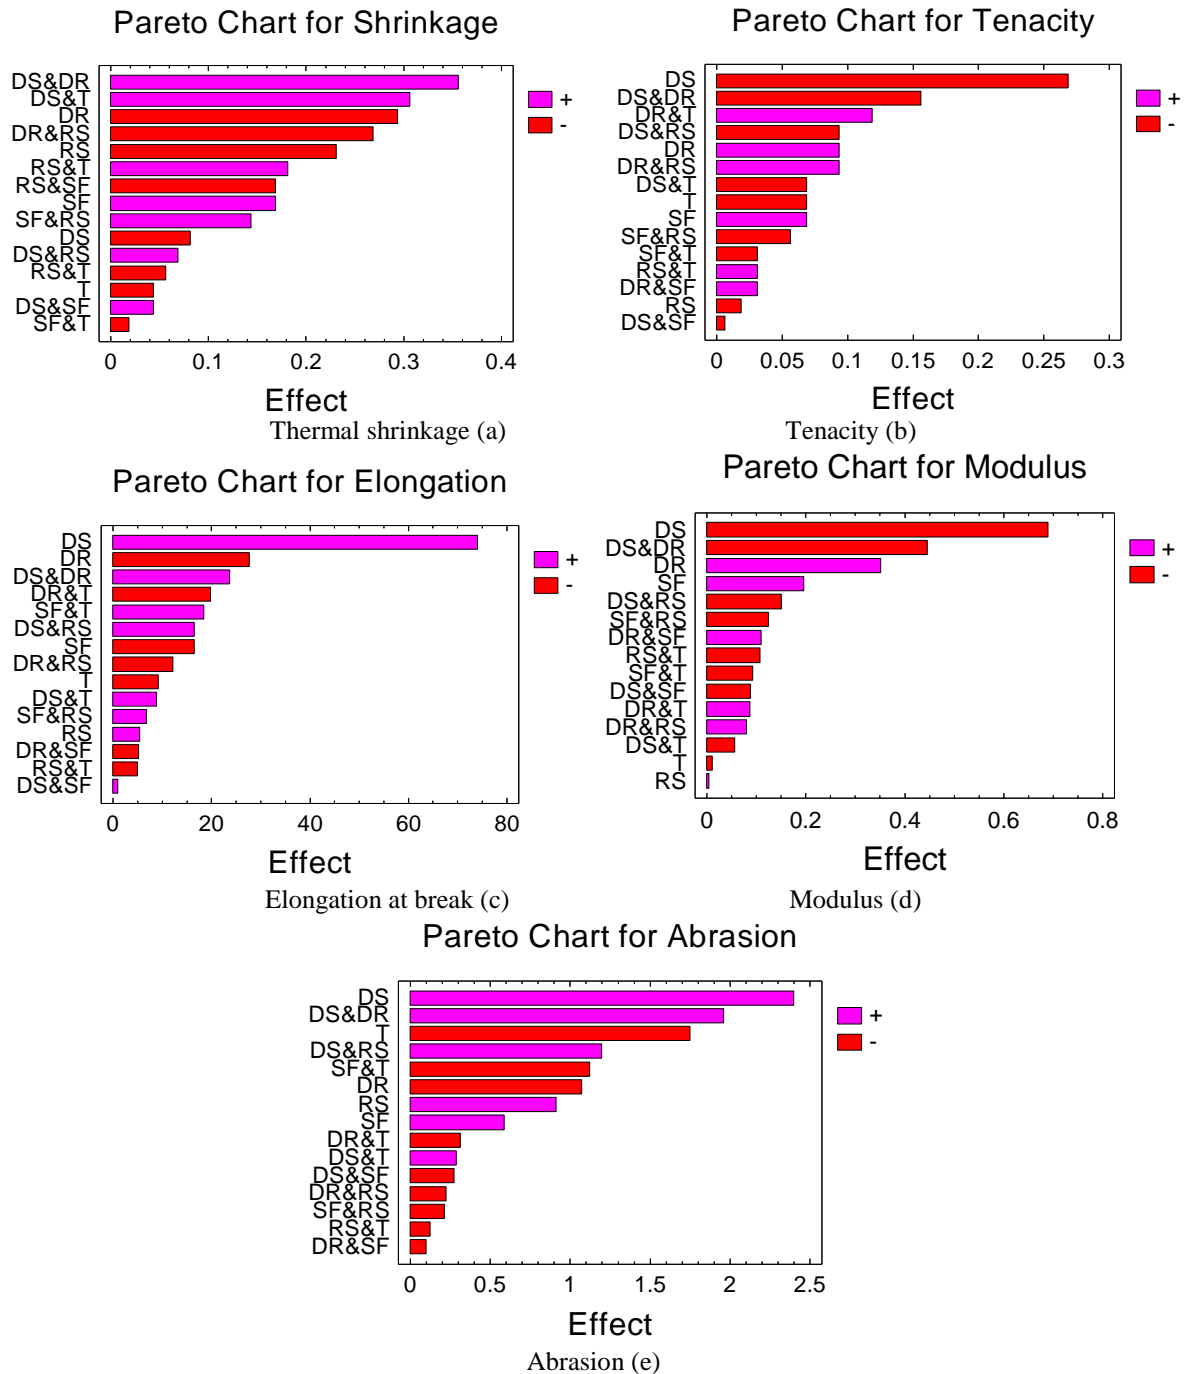 Pareto Chart for Shrinkage
DS&DR
DS&T
DR
DR&RS
RS
RS&T
RS&SF
SF
SF&RS
DS
DS&RS
RS&T
T
DS&SF
SF&T
+
-
0 0.1 0.2 0.3 0.4
Effect
Thermal shrinkage (a)
Pareto Chart for Tenacity
DS
DS&DR
DR&T
DS&RS
DR
DR&RS
DS&T
T
SF
SF&RS
SF&T
RS&T
DR&SF
RS
DS&SF
+
-
0 0.05 0.1 0.15 0.2 0.25 0.3
Effect
Tenacity (b)
Pareto Chart for Elongation
DS
DR
DS&DR
DR&T
SF&T
DS&RS
SF
DR&RS
T
DS&T
SF&RS
RS
DR&SF
RS&T
DS&SF
+
-
0 20 40 60 80
Effect
Elongation at break (c)
Pareto Chart for Modulus
DS
DS&DR
DR
SF
DS&RS
SF&RS
DR&SF
RS&T
SF&T
DS&SF
DR&T
DR&RS
DS&T
T
RS
+
-
0 0.2 0.4 0.6 0.8
Effect
Modulus (d)
Pareto Chart for Abrasion
DS
DS&DR
T
DS&RS
SF&T
DR
RS
SF
DR&T
DS&T
DS&SF
DR&RS
SF&RS
RS&T
DR&SF
+
-
0 0.5 1 1.5 2 2.5
Effect
Abrasion (e)